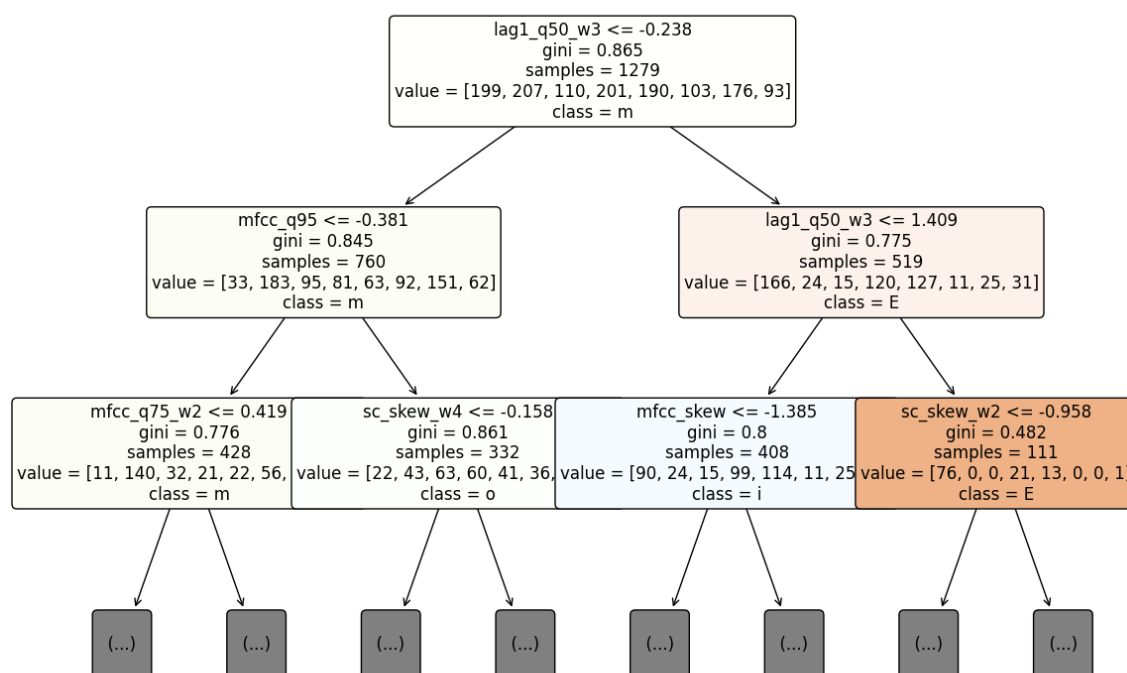 lag1_q50_w3 <= -0.238
gini = 0.865
samples = 1279
value = [199, 207, 110, 201, 190, 103, 176, 93]
class = m
mfcc_q95 <= -0.381
gini = 0.845
samples = 760
value = [33, 183, 95, 81, 63, 92, 151, 62]
class = m
lag1_q50_w3 <= 1.409
gini = 0.775
samples = 519
value = [166, 24, 15, 120, 127, 11, 25, 31]
class = E
mfcc_q75_w2 <= 0.419
gini = 0.776
samples = 428
value = [11, 140, 32, 21, 22, 56,
class = m
sc_skew_w4 <= -0.158
gini = 0.861
samples = 332
value = [22, 43, 63, 60, 41, 36,
class = o
mfcc_skew <= -1.385
gini = 0.8
samples = 408
value = [90, 24, 15, 99, 114, 11, 25
class = i
sc_skew_w2 <= -0.958
gini = 0.482
samples = 111
value = [76, 0, 0, 21, 13, 0, 0, 1]
class = E
(...)
(...)
(...)
(...)
(...)
(...)
(...)
(...)